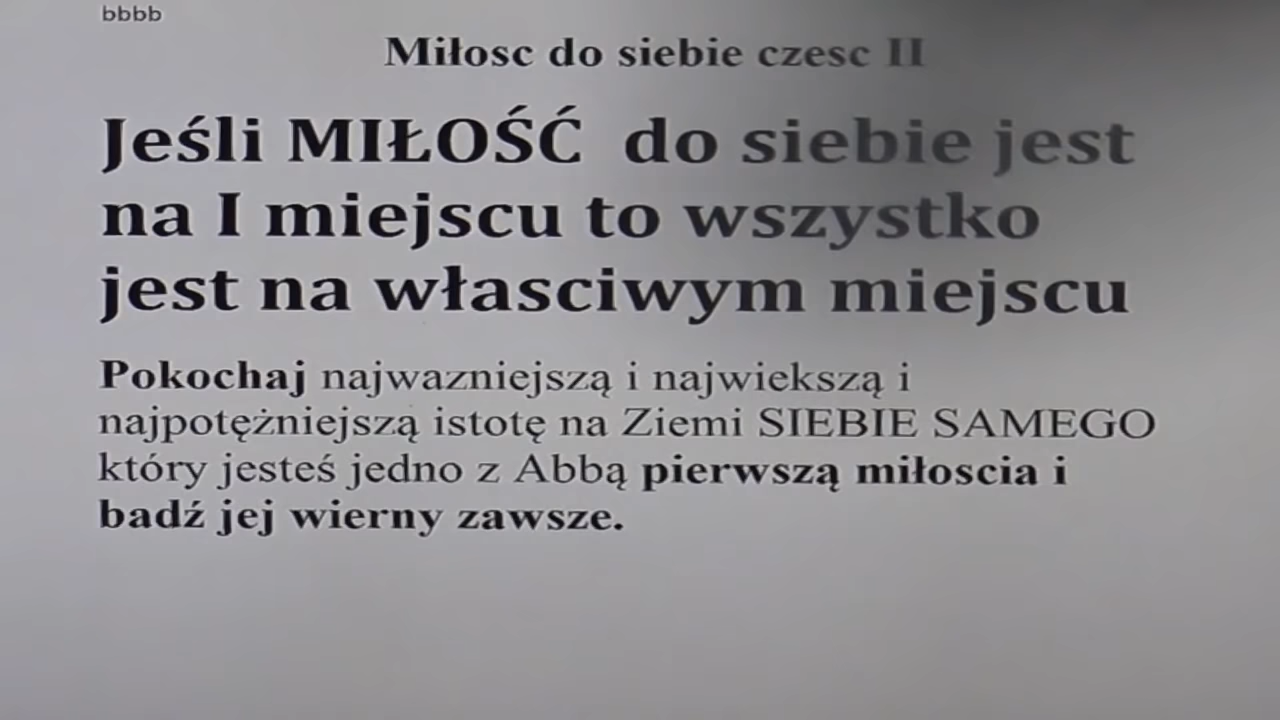 bbbb
Miłosc do siebie czesc II
Jeśli MIŁOŚĆ do siebie jest
na I miejscu to wszystko
jest na własciwym miejscu
Pokochaj najwazniejszą i najwiekszą i
najpotężniejszą istotę na Ziemi SIEBIE SAMEGO
który jesteś jedno z Abbą pierwszą miłoscia i
badź jej wierny zawsze.